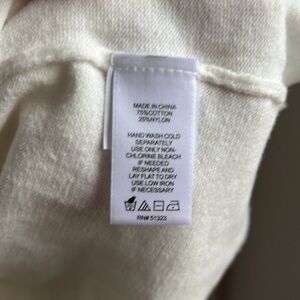 MADE IN CHINA
75%COTTON
25%NYLON
HAND WASH COLD
SEPARATELY
USE ONLY NON-
CHLORINE BLEACH
IF NEEDED
RESHAPE AND
LAY FLAT TO DRY
USE LOW IRON
IF NECESSARY
RN# 51323